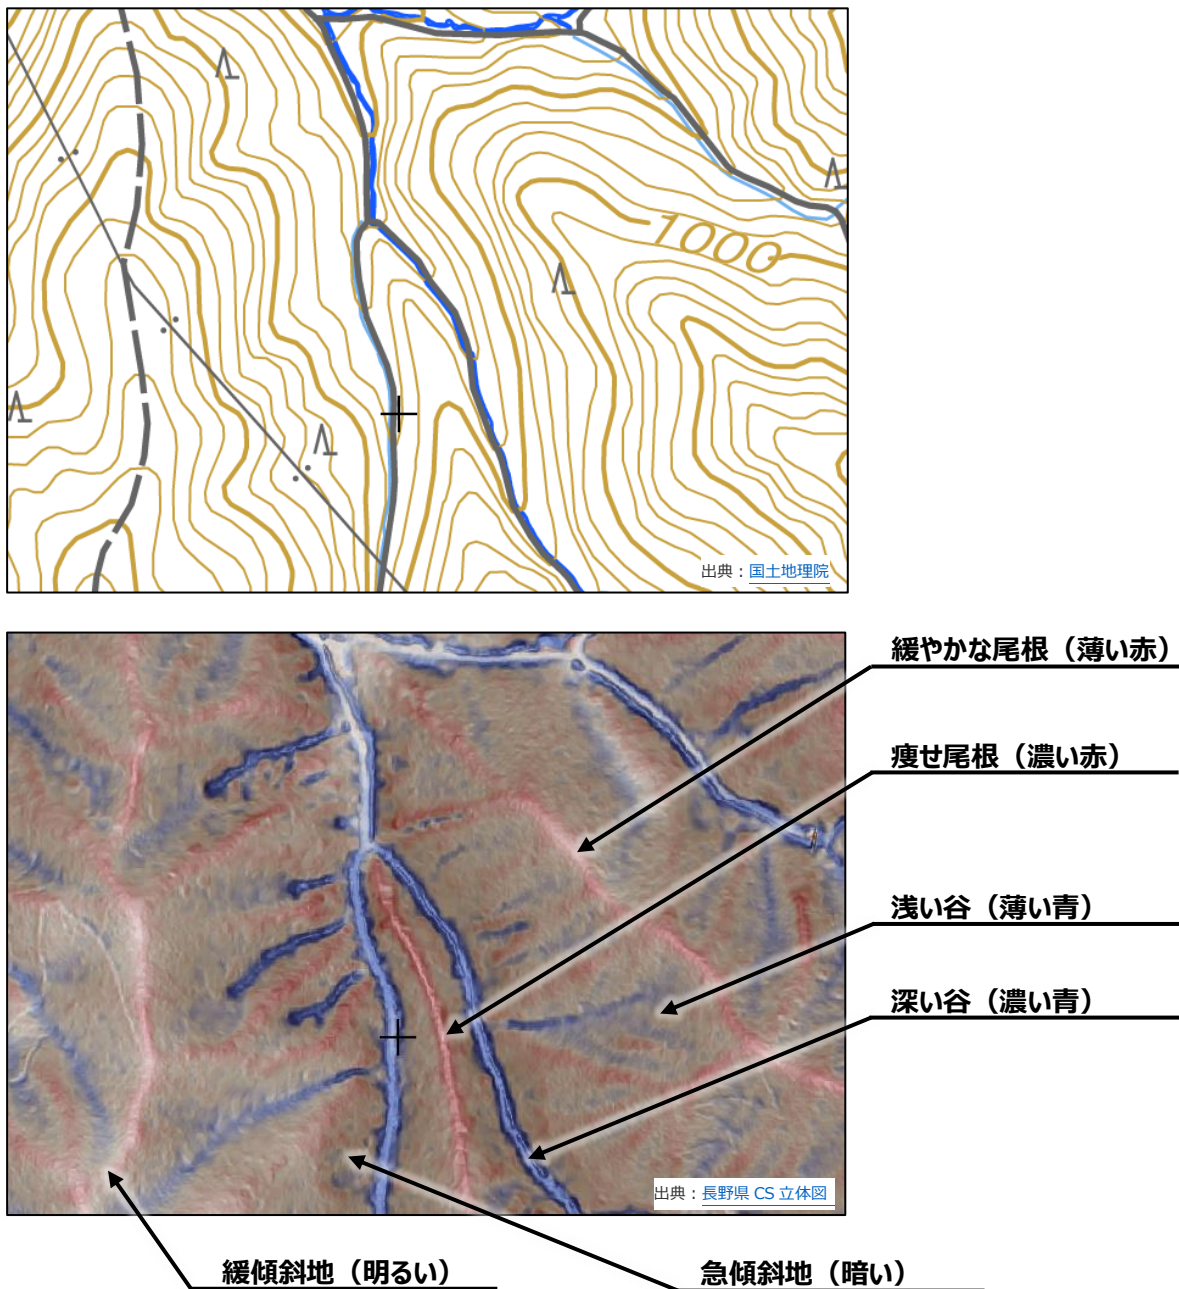 1000
出典：国土地理院
緩やかな尾根（薄い赤）
痩せ尾根（濃い赤）
浅い谷（薄い青）
深い谷（濃い青）
出典：長野県 CS 立体図
緩傾斜地（明るい）
急傾斜地（暗い）